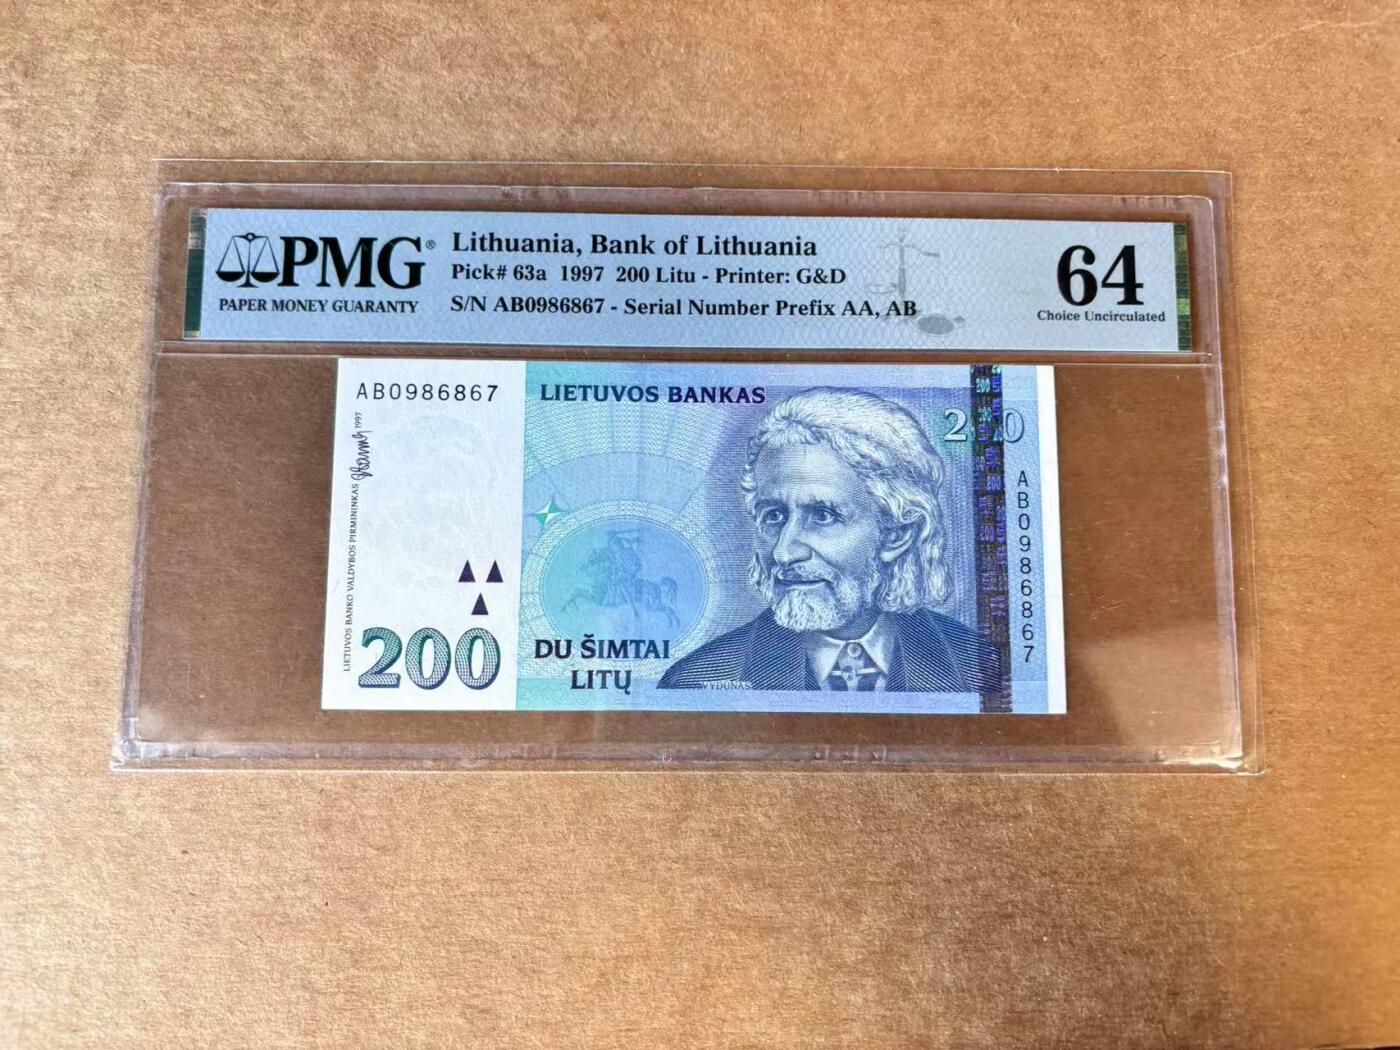 PMG®
PAPER MONEY GUARANTY
Lithuania, Bank of Lithuania
Pick# 63a 1997 200 Litu - Printer: G&D
S/N AB0986867 - Serial Number Prefix AA, AB
64
Choice Uncirculated
AB0986867
LIETUVOS BANKAS
200
200
1997
LIETUVOS BANKO VALDYBOS PIRMININKAS
AB0986867
200
DU ŠIMTAI
LITŲ
VYDŪNAS